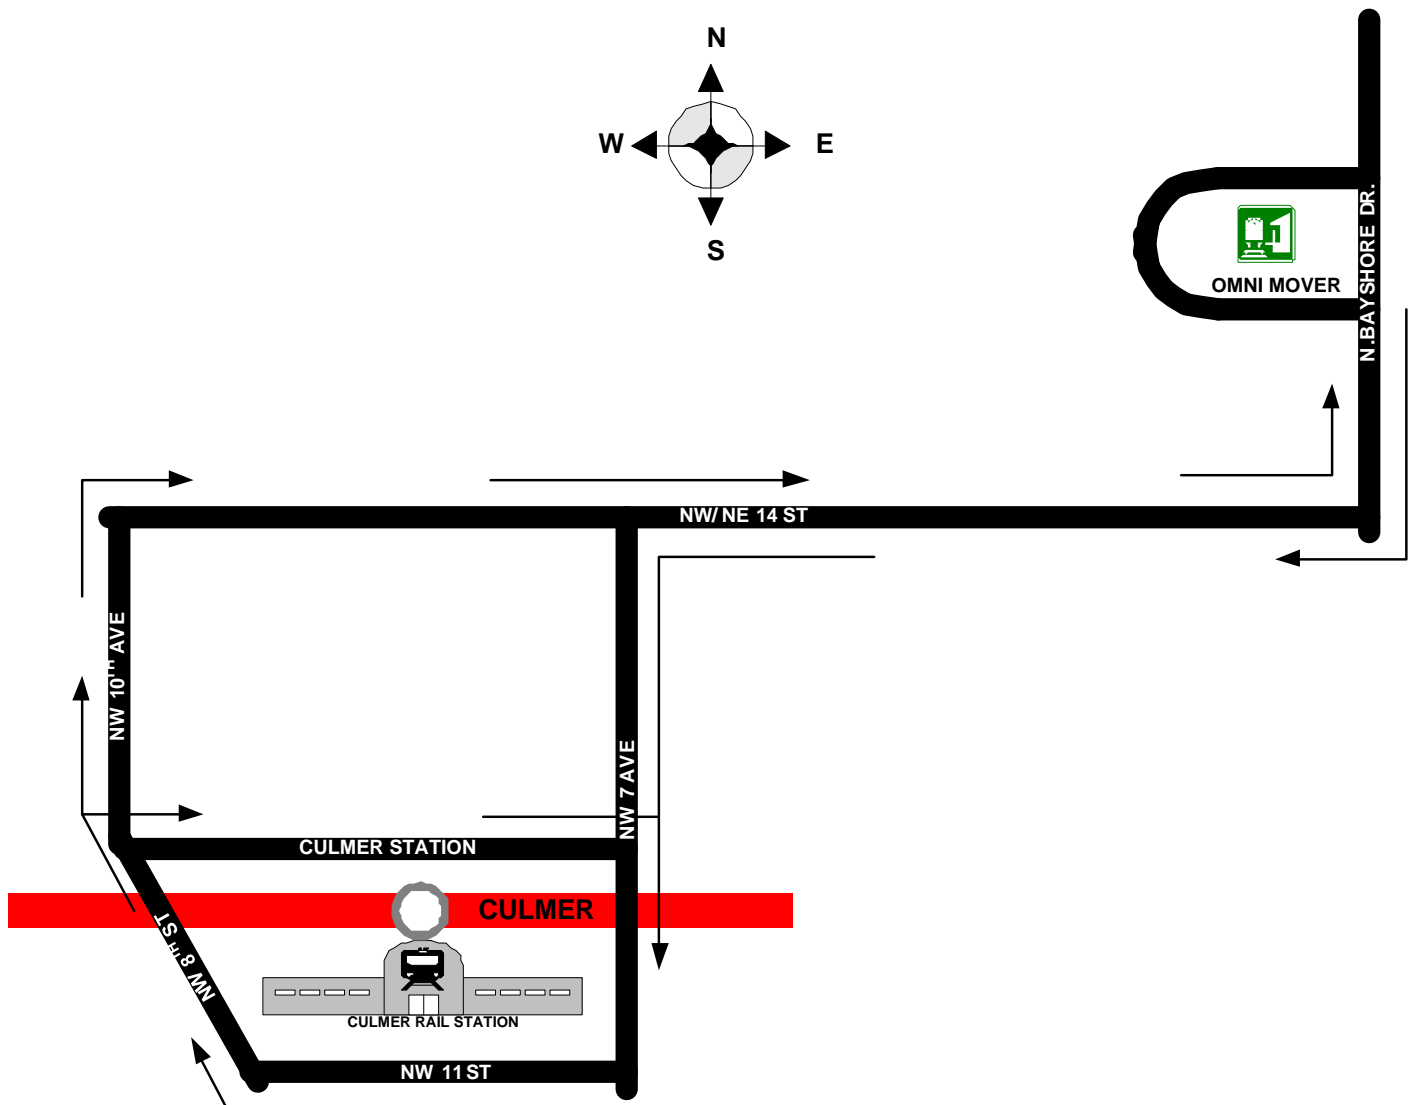 N
W
E
S
OMNI MOVER
N.BAYSHORE DR.
NW/ NE 14 ST
NW 10TH AVE
NW 7 AVE
CULMER STATION
CULMER
NW 8TH ST
CULMER RAIL STATION
NW 11 ST